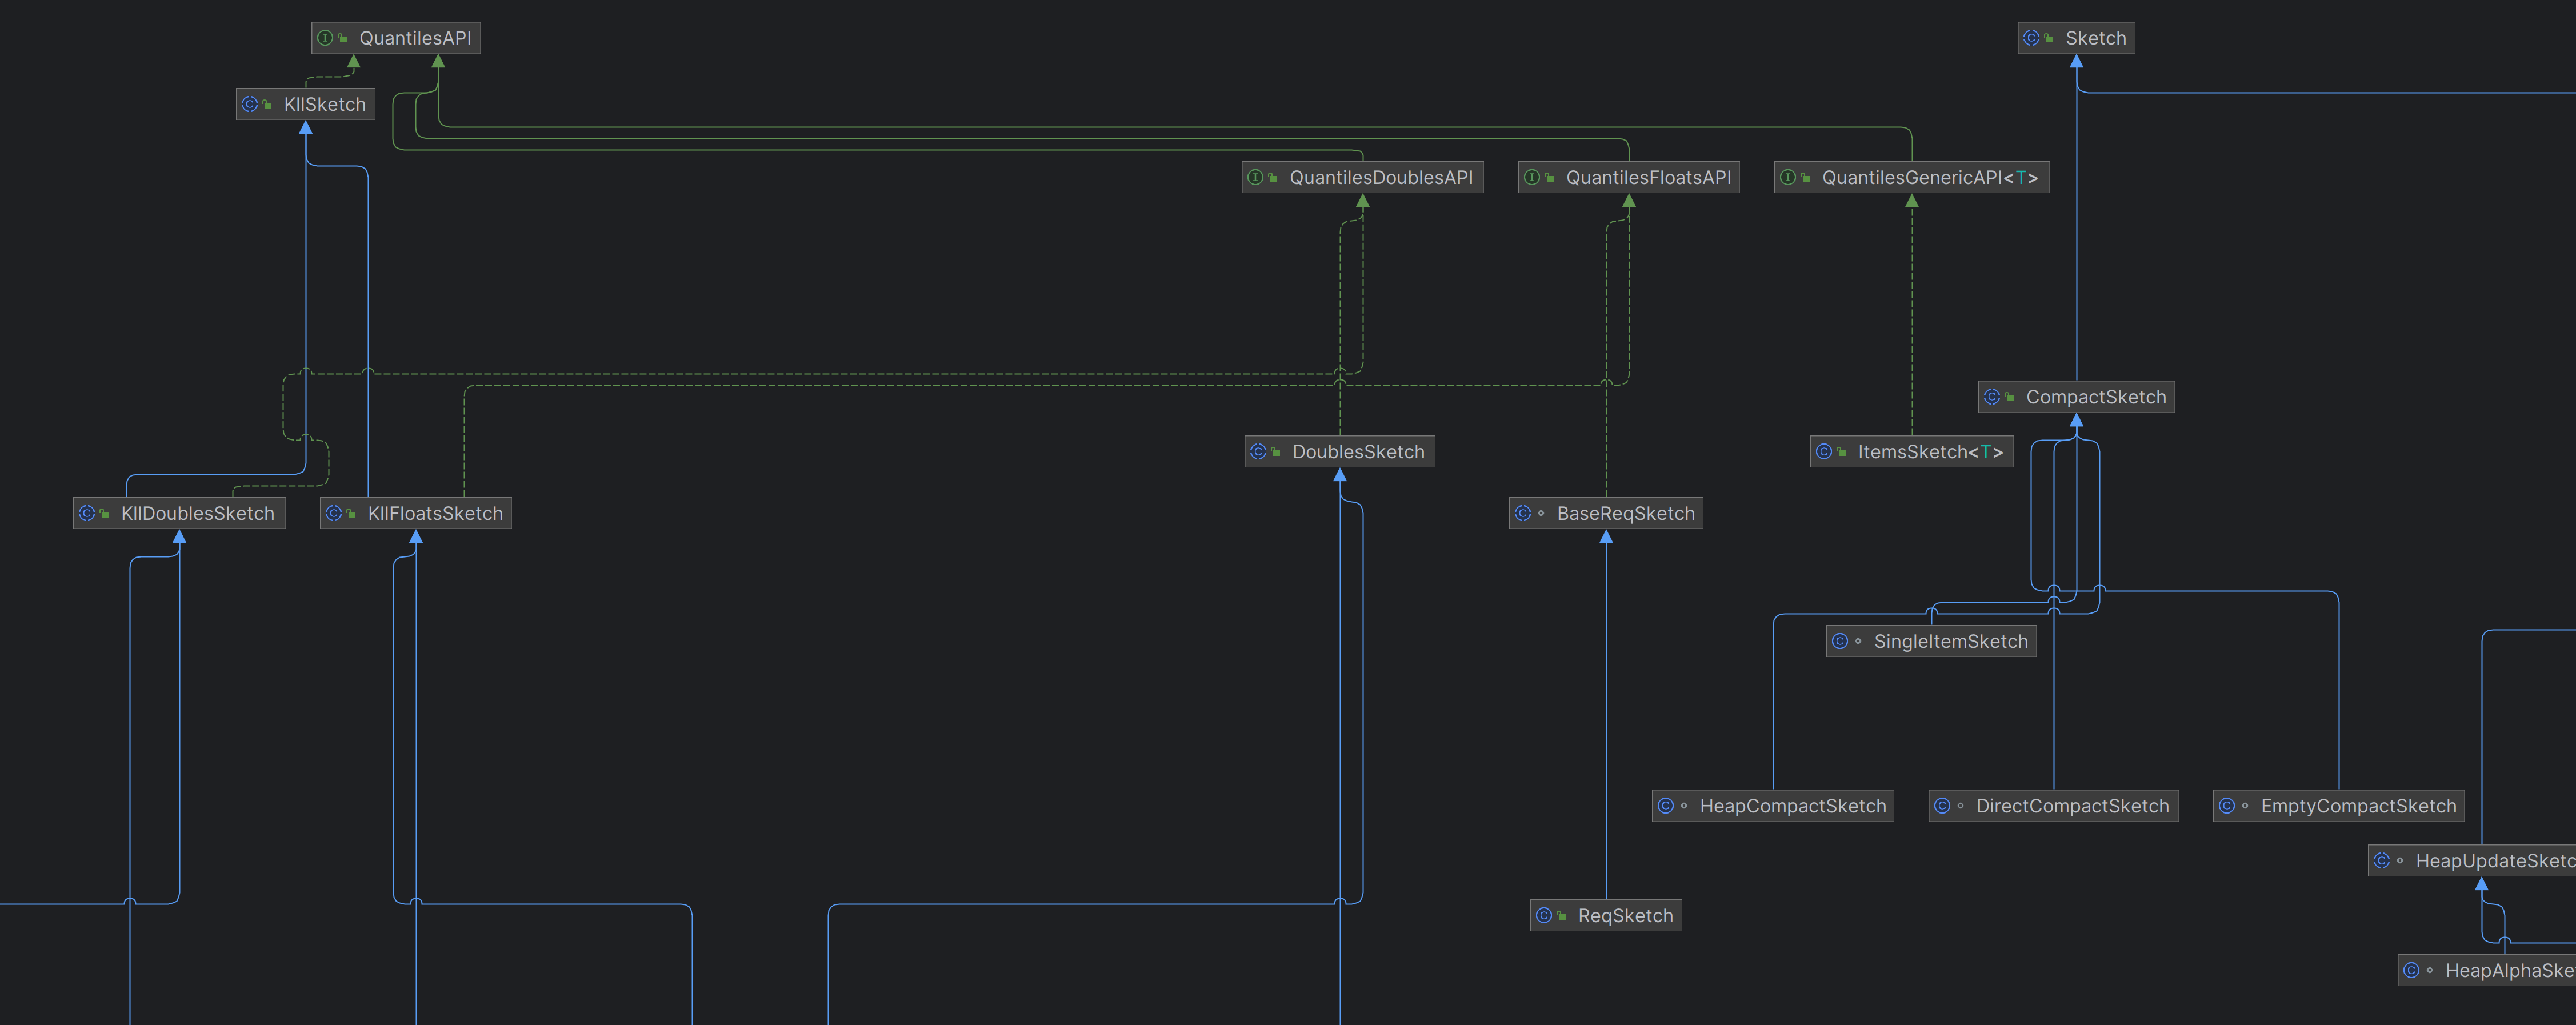 QuantilesAPI
Sketch
KllSketch
QuantilesDoublesAPI
QuantilesFloatsAPI
QuantilesGenericAPI<T>
CompactSketch
DoublesSketch
ItemsSketch<T>
KllDoublesSketch
KllFloatsSketch
BaseReqSketch
SingleItemSketch
HeapCompactSketch
DirectCompactSketch
EmptyCompactSketch
HeapUpdateSketc
ReqSketch
HeapAlphaSke